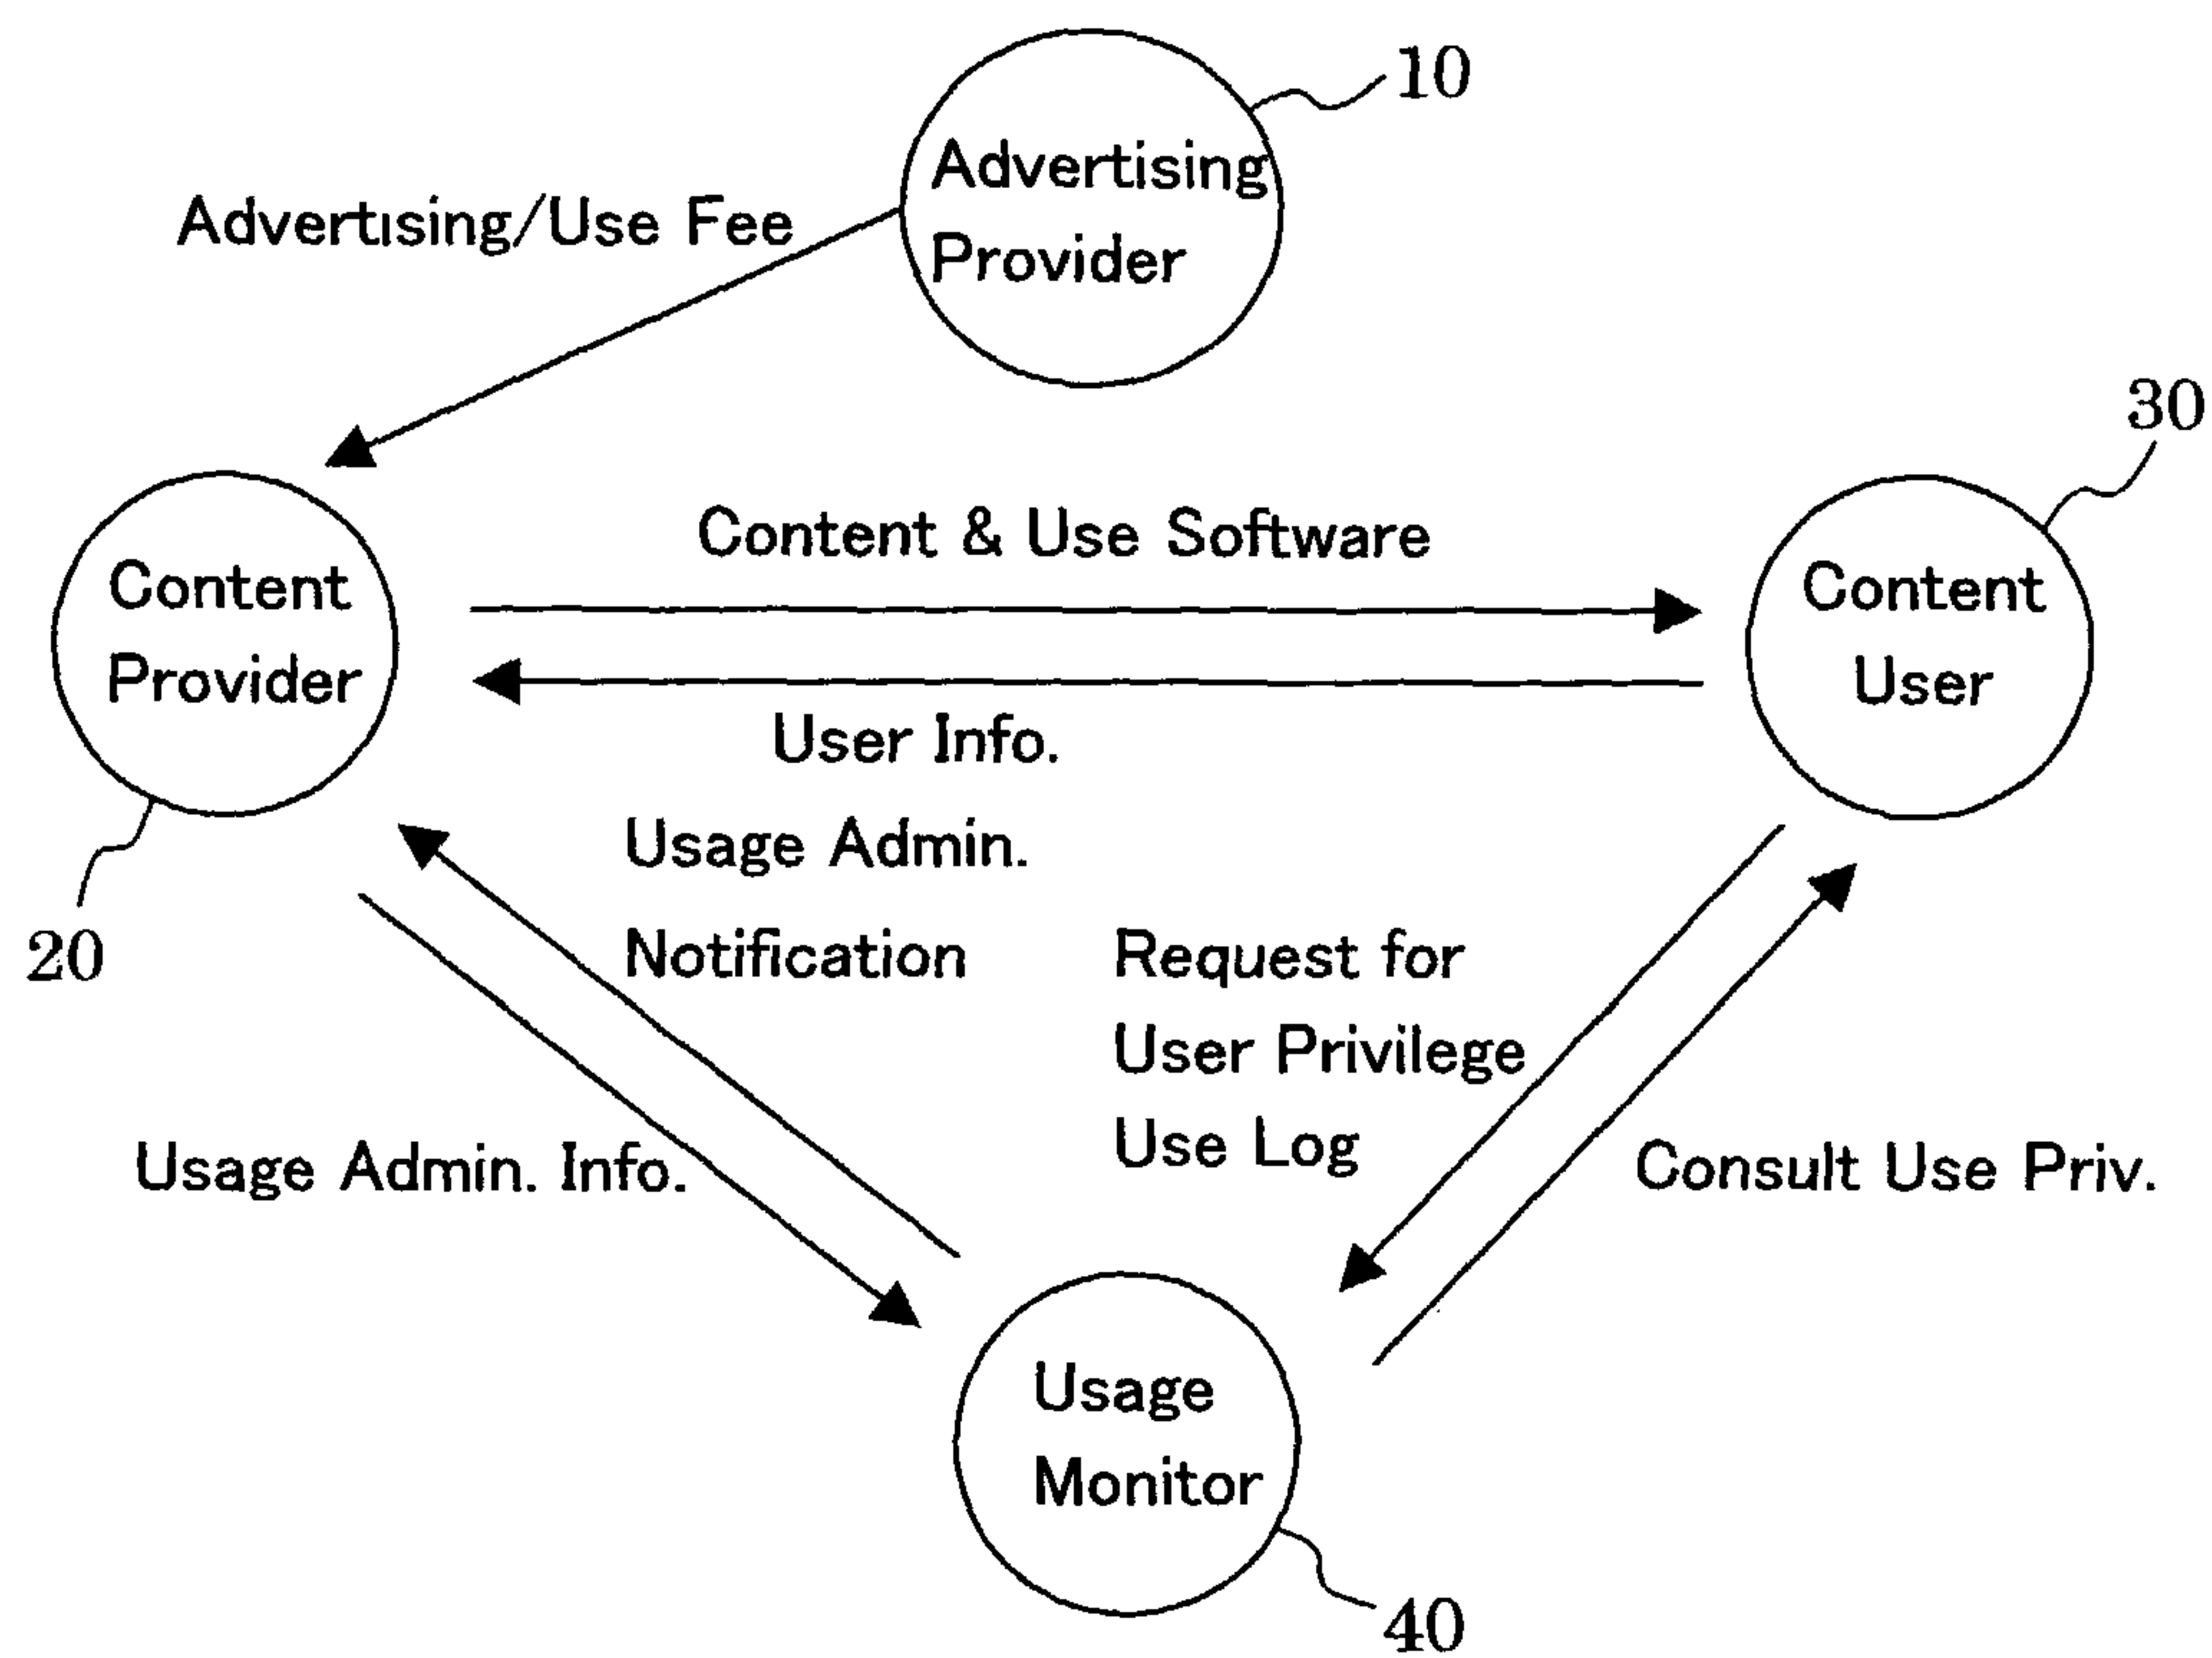 10
Advertising
Provider
Advertising/Use Fee
30
Content & Use Software
Content
Provider
Content
User
User Info.
Usage Admin.
Notification
20
Request for
User Privilege
Use Log
Usage Admin. Info.
Consult Use Priv.
Usage
Monitor
40